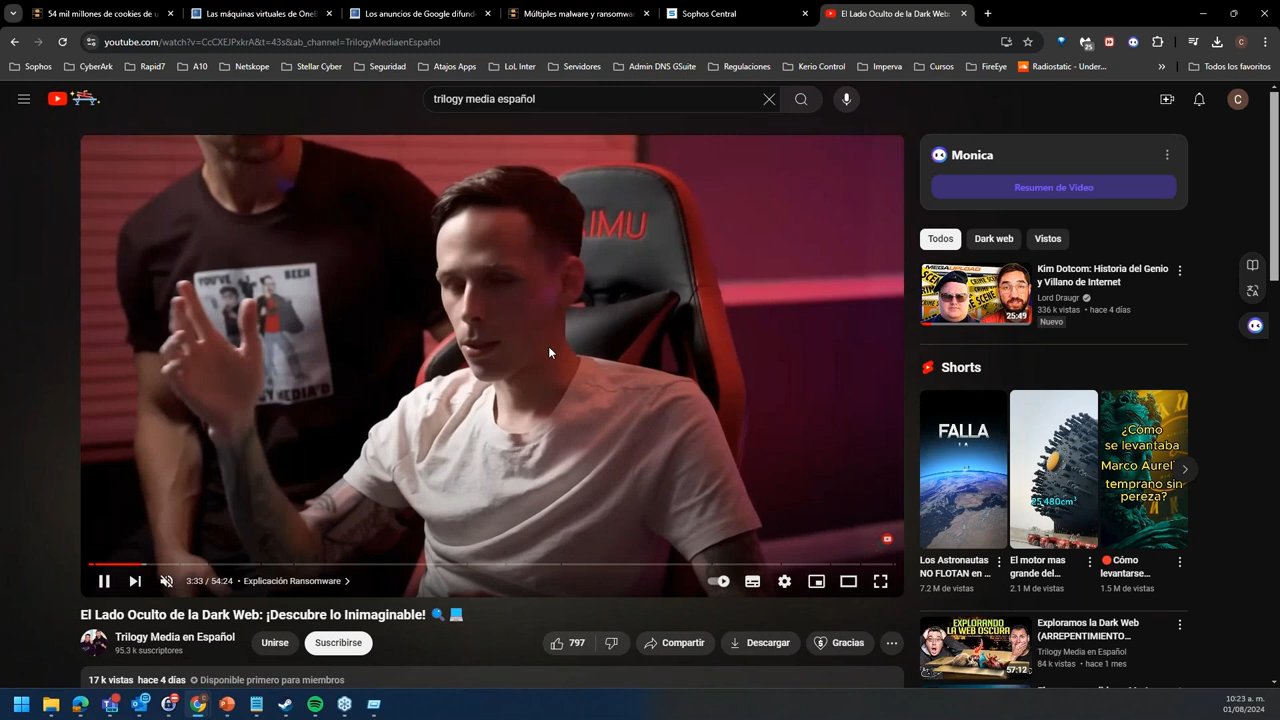 54 mil millones de cookies de u
Las máquinas virtuales de One
Los anuncios de Google difund
Múltiples malware y ransomwa
Sophos Central
El Lado Oculto de la Dark Web:
youtube.com/watch?v=CcCXEJPxkrA&t=43s&ab_channel=TrilogyMediaenEspañol
25
C
Sophos
CyberArk
Rapid7
A10
Netskope
Stellar Cyber
Seguridad
Atajos Apps
LoL Inter
Servidores
Admin DNS GSuite
Regulaciones
Kerio Control
Imperva
Cursos
FireEye
Radiostatic - Under...
Todos los favoritos
trilogy media español
C
YOU'VE BEEN
Monica
Resumen de Video
Todos
Dark web
Vistos
MEGAUPLOAD
25:49
Kim Dotcom: Historia del Genio
y Villano de Internet
Lord Draugr
336 k vistas • hace 4 días
Nuevo
Shorts
FALLA
25,480cm³
¿Cómo
se levantaba
Marco Aurel
temprano sin
pereza?
Los Astronautas
NO FLOTAN en ...
7.2 M de vistas
El motor mas
grande del...
2.1 M de vistas
Cómo
levantarse...
1.5 M de vistas
3:33 / 54:24 • Explicación Ransomware
El Lado Oculto de la Dark Web: ¡Descubre lo Inimaginable!
Trilogy Media en Español
95.3 k suscriptores
Unirse
Suscribirse
797
Compartir
Descargar
Gracias
17 k vistas hace 4 días Disponible primero para miembros
EXPLORANDO
LA WEB OSCURA
57:12
Exploramos la Dark Web
(ARREPENTIMIENTO...
Trilogy Media en Español
84 k vistas • hace 1 mes
10:23 a. m.
01/08/2024